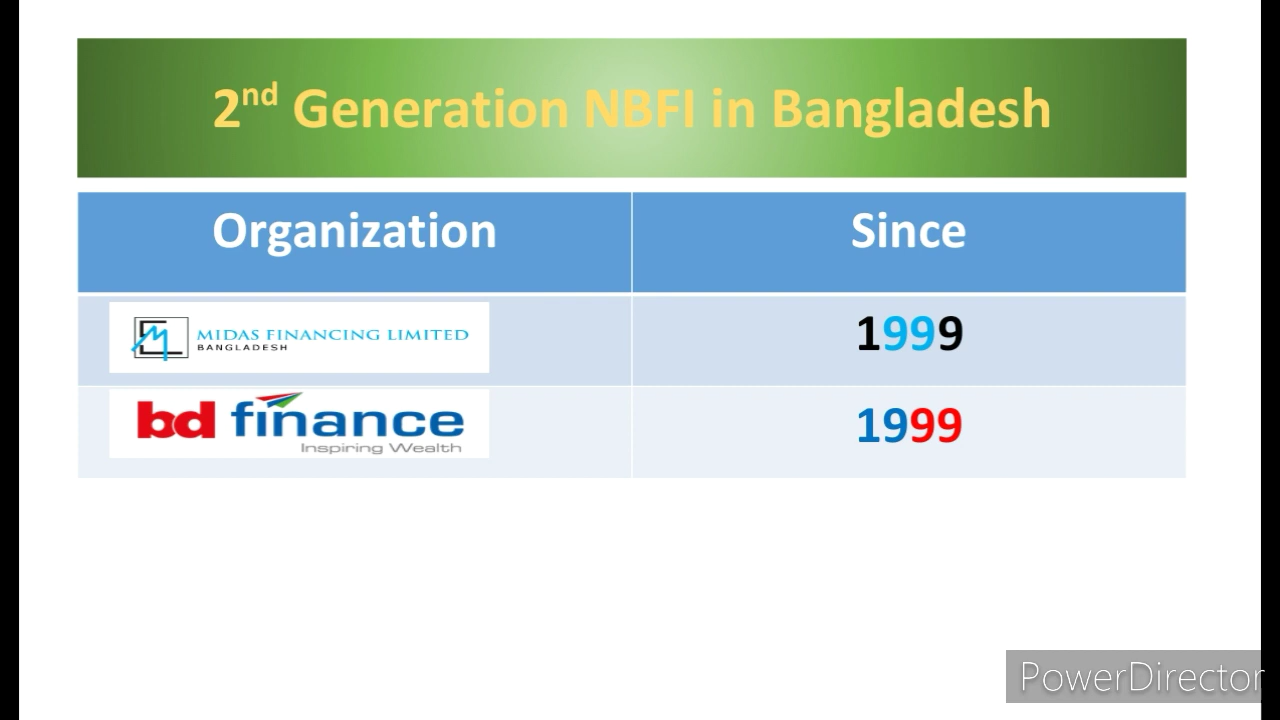 2nd Generation NBFI in Bangladesh
Organization Since
MIDAS FINANCING LIMITED 1999
BANGLADESH
bd finance 1999
Inspiring Wealth
PowerDirector